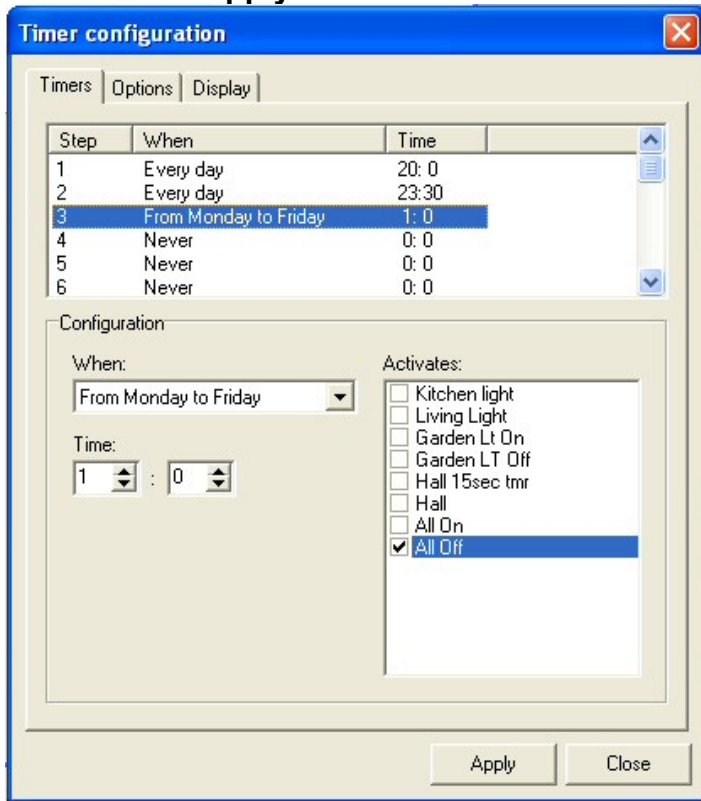 Timer configuration
Timers Options Display
Step When Time
1 Every day 20: 0
2 Every day 23:30
3 From Monday to Friday 1: 0
4 Never 0: 0
5 Never 0: 0
6 Never 0: 0
Configuration
When:
From Monday to Friday
Time:
1 : 0
Activates:
Kitchen light
Living Light
Garden Lt On
Garden LT Off
Hall 15sec tmr
Hall
All On
All Off
Apply Close